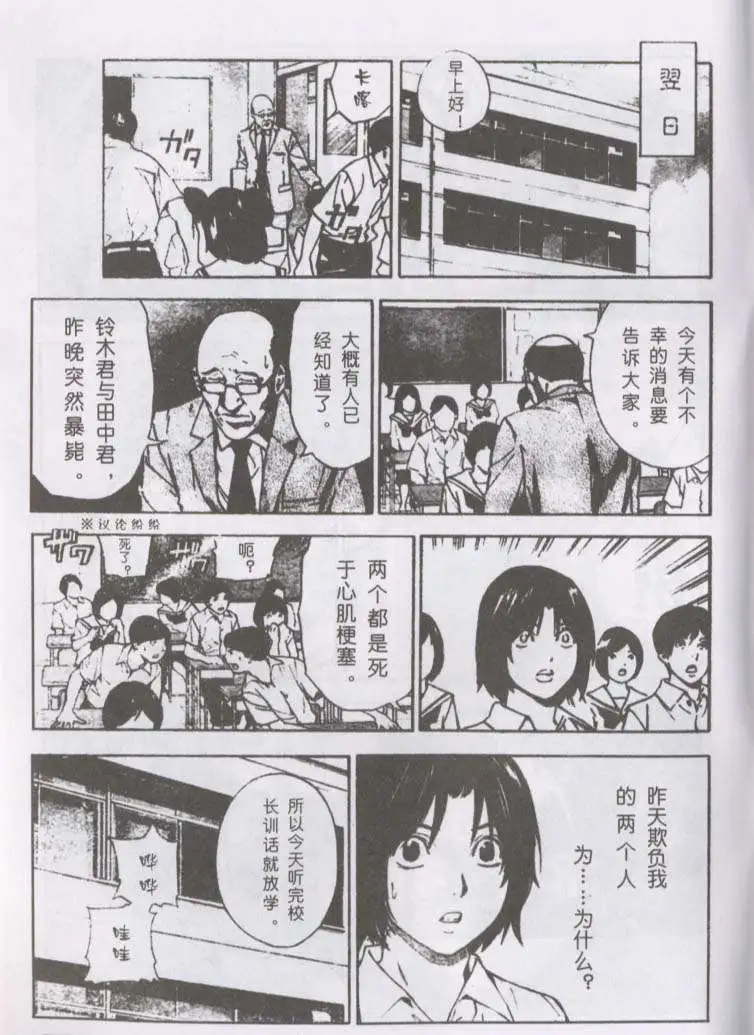 翌日
早上好！
卡喀
ガタ
ガタ
今天有个不
幸的消息要
告诉大家。
大概有人已
经知道了。
铃木君与田中君，
昨晚突然暴毙。
※议论纷纷
两个都是死
于心肌梗塞。
呃？
死了？
ザワ
昨天欺负我
的两个人
为……为什么？
所以今天听完校
长训话就放学。
哗哗
哇哇